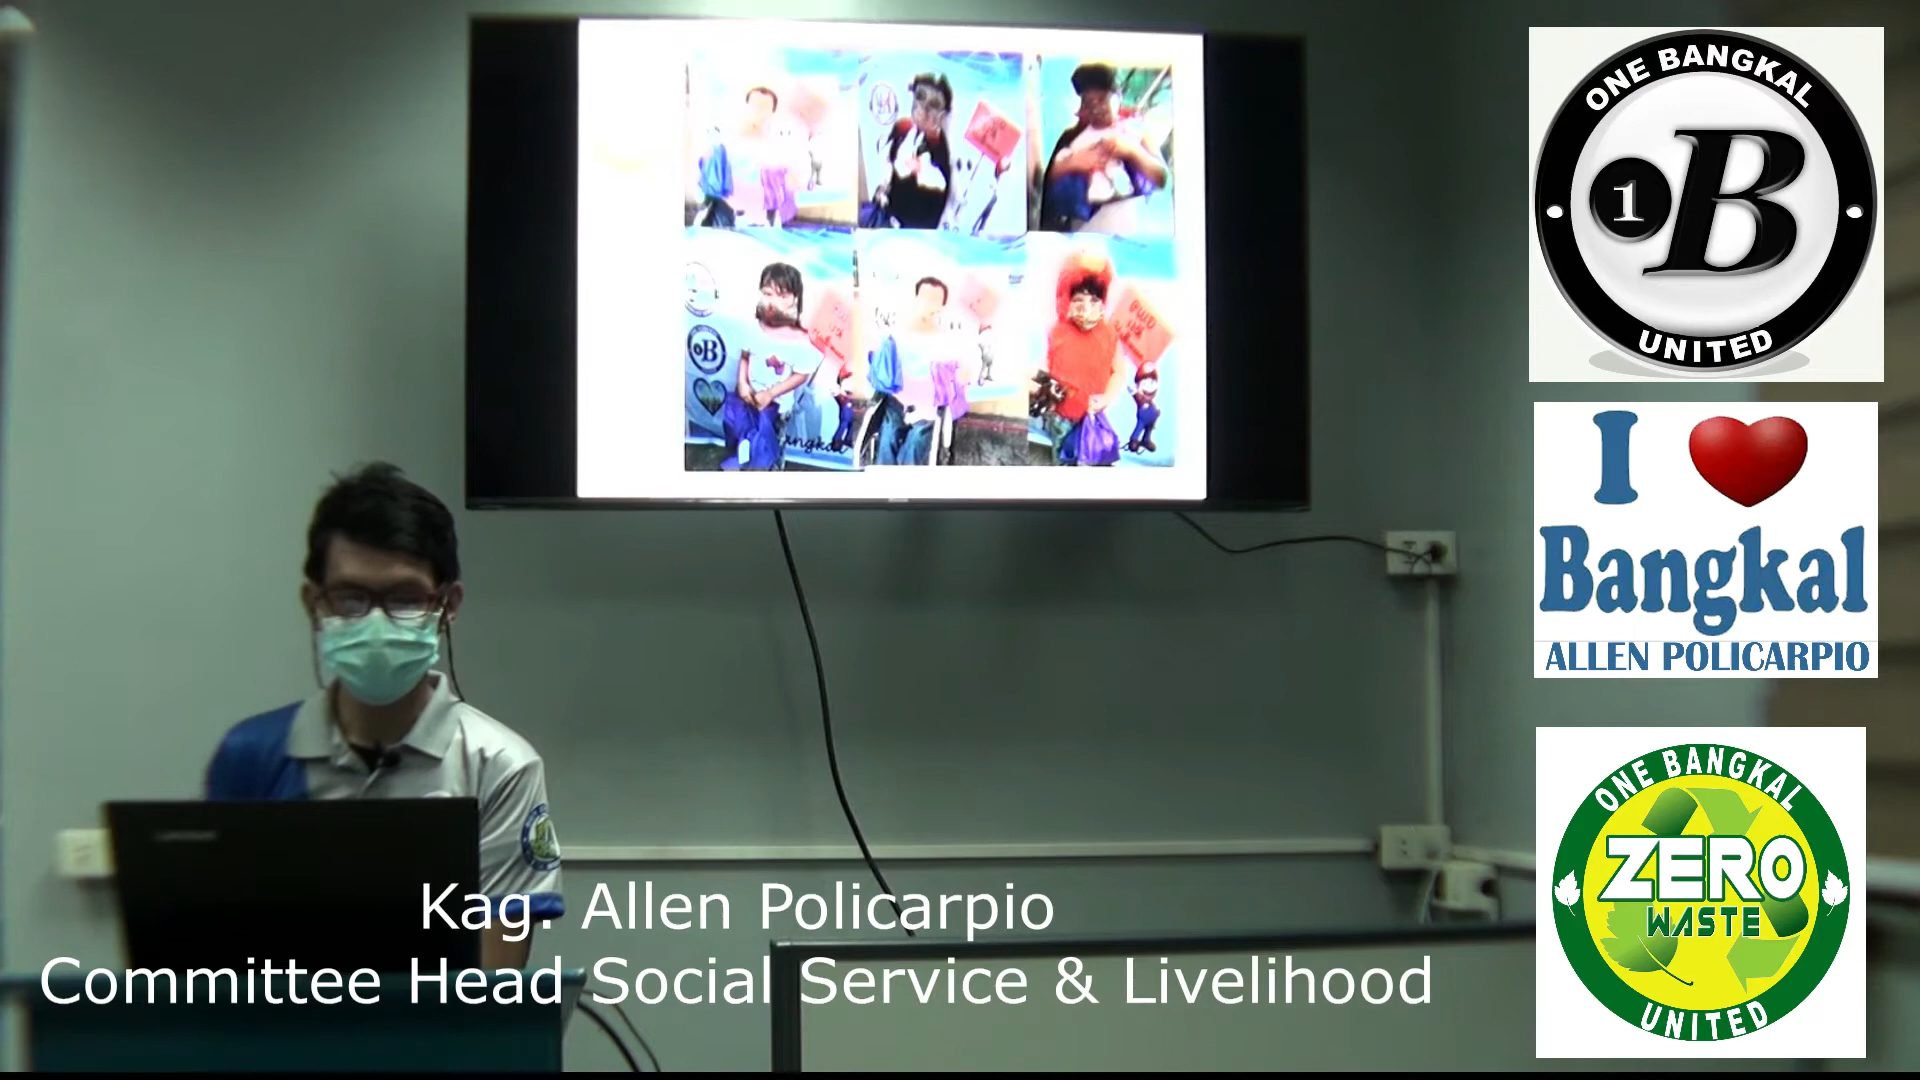 ONE BANGKAL
1B
UNITED
I
Bangkal
ALLEN POLICARPIO
ONE BANGKAL
ZERO
WASTE
UNITED
Kag. Allen Policarpio
Committee Head Social Service & Livelihood